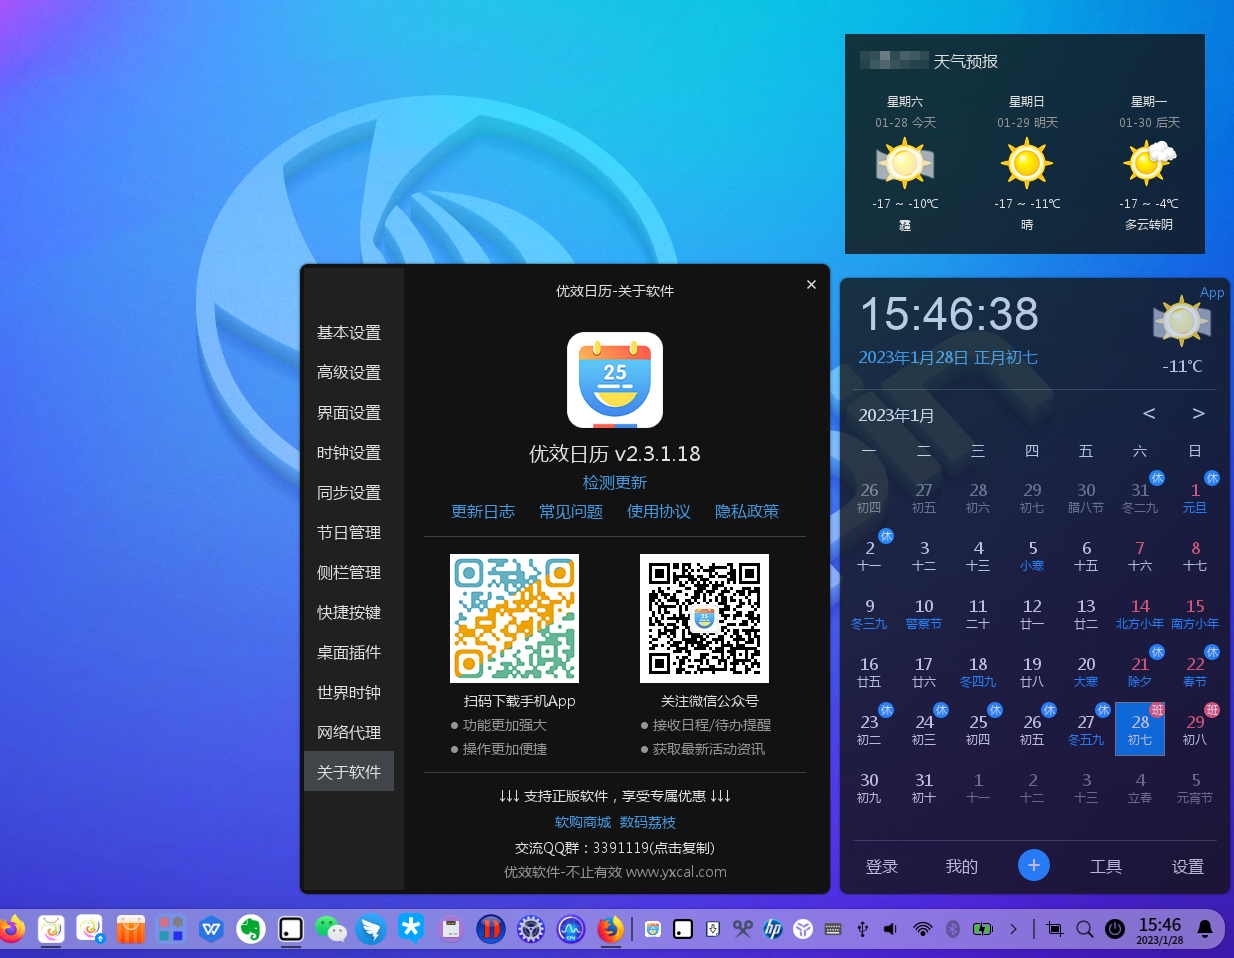 天气预报
星期六 星期日 星期一
01-28 今天 01-29 明天 01-30 后天
-17 ~ -10℃ -17 ~ -11℃ -17 ~ -4℃
霾 晴 多云转阴
优效日历-关于软件
×
基本设置
高级设置
界面设置
时钟设置
同步设置
节日管理
侧栏管理
快捷按键
桌面插件
世界时钟
网络代理
关于软件
25
优效日历 v2.3.1.18
检测更新
更新日志 常见问题 使用协议 隐私政策
扫码下载手机App
● 功能更加强大
● 操作更加便捷
关注微信公众号
● 接收日程/待办提醒
● 获取最新活动资讯
↓↓↓ 支持正版软件，享受专属优惠 ↓↓↓
软购商城 数码荔枝
交流QQ群：3391119(点击复制)
优效软件-不止有效 www.yxcal.com
App
15:46:38
2023年1月28日 正月初七
-11℃
2023年1月 < >
一 二 三 四 五 六 日
26 27 28 29 30 31 休 1 休
初四 初五 初六 初七 腊八节 冬二九 元旦
2 休 3 4 5 6 7 8
十一 十二 十三 小寒 十五 十六 十七
9 10 11 12 13 14 15
冬三九 警察节 二十 廿一 廿二 北方小年 南方小年
16 17 18 19 20 21 休 22 休
廿五 廿六 冬四九 廿八 大寒 除夕 春节
23 休 24 休 25 休 26 休 27 休 28 班 29 班
初二 初三 初四 初五 冬五九 初七 初八
30 31 1 2 3 4 5
初九 初十 十一 十二 十三 立春 元宵节
登录 我的 + 工具 设置
hp
15:46
2023/1/28